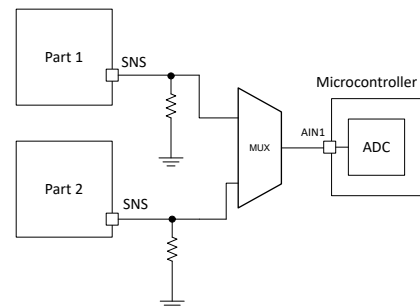 Part 1
SNS
Microcontroller
MUX
AIN1
ADC
Part 2
SNS